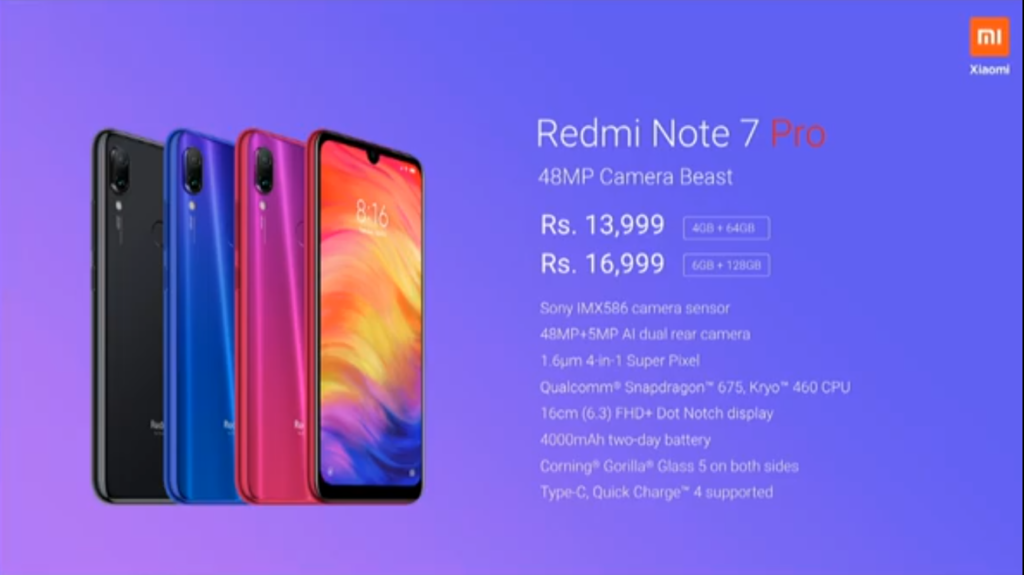 mi
Xiaomi
Redmi Note 7 Pro
48MP Camera Beast
Rs. 13,999 4GB + 64GB
Rs. 16,999 6GB + 128GB
Sony IMX586 camera sensor
48MP+5MP AI dual rear camera
1.6μm 4-in-1 Super Pixel
Qualcomm® Snapdragon™ 675, Kryo™ 460 CPU
16cm (6.3) FHD+ Dot Notch display
4000mAh two-day battery
Corning® Gorilla® Glass 5 on both sides
Type-C, Quick Charge™ 4 supported
8:16